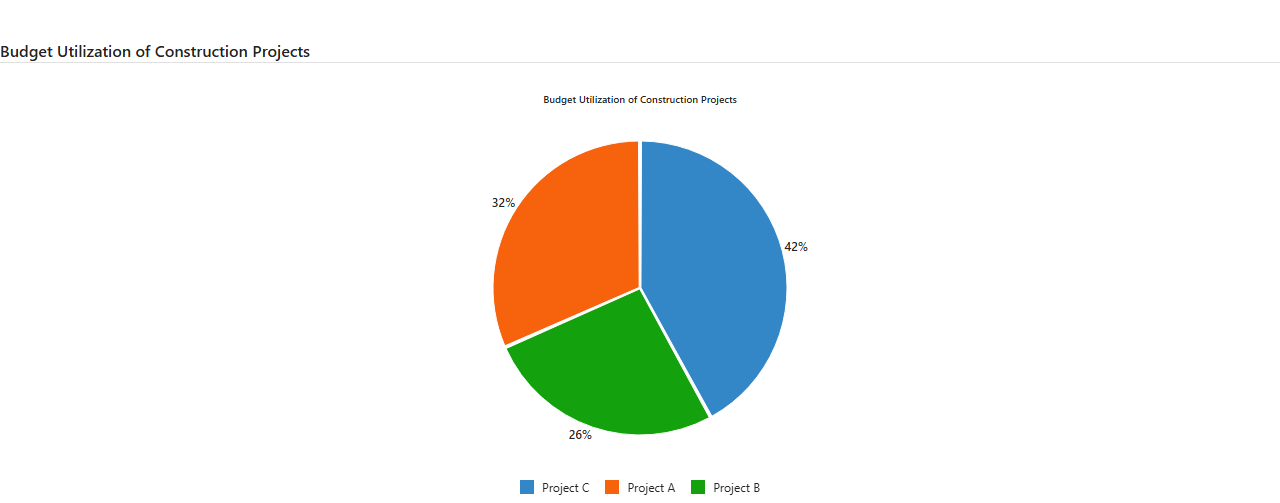 Budget Utilization of Construction Projects
Budget Utilization of Construction Projects
32%
42%
26%
Project C Project A Project B